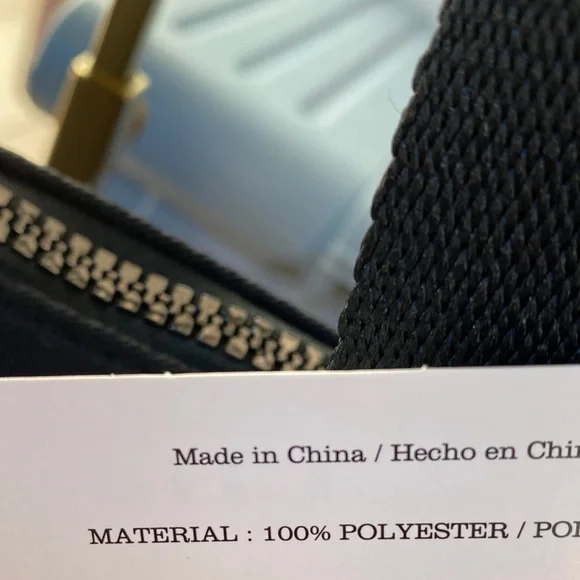 Made in China / Hecho en
MATERIAL : 100% POLYESTER /